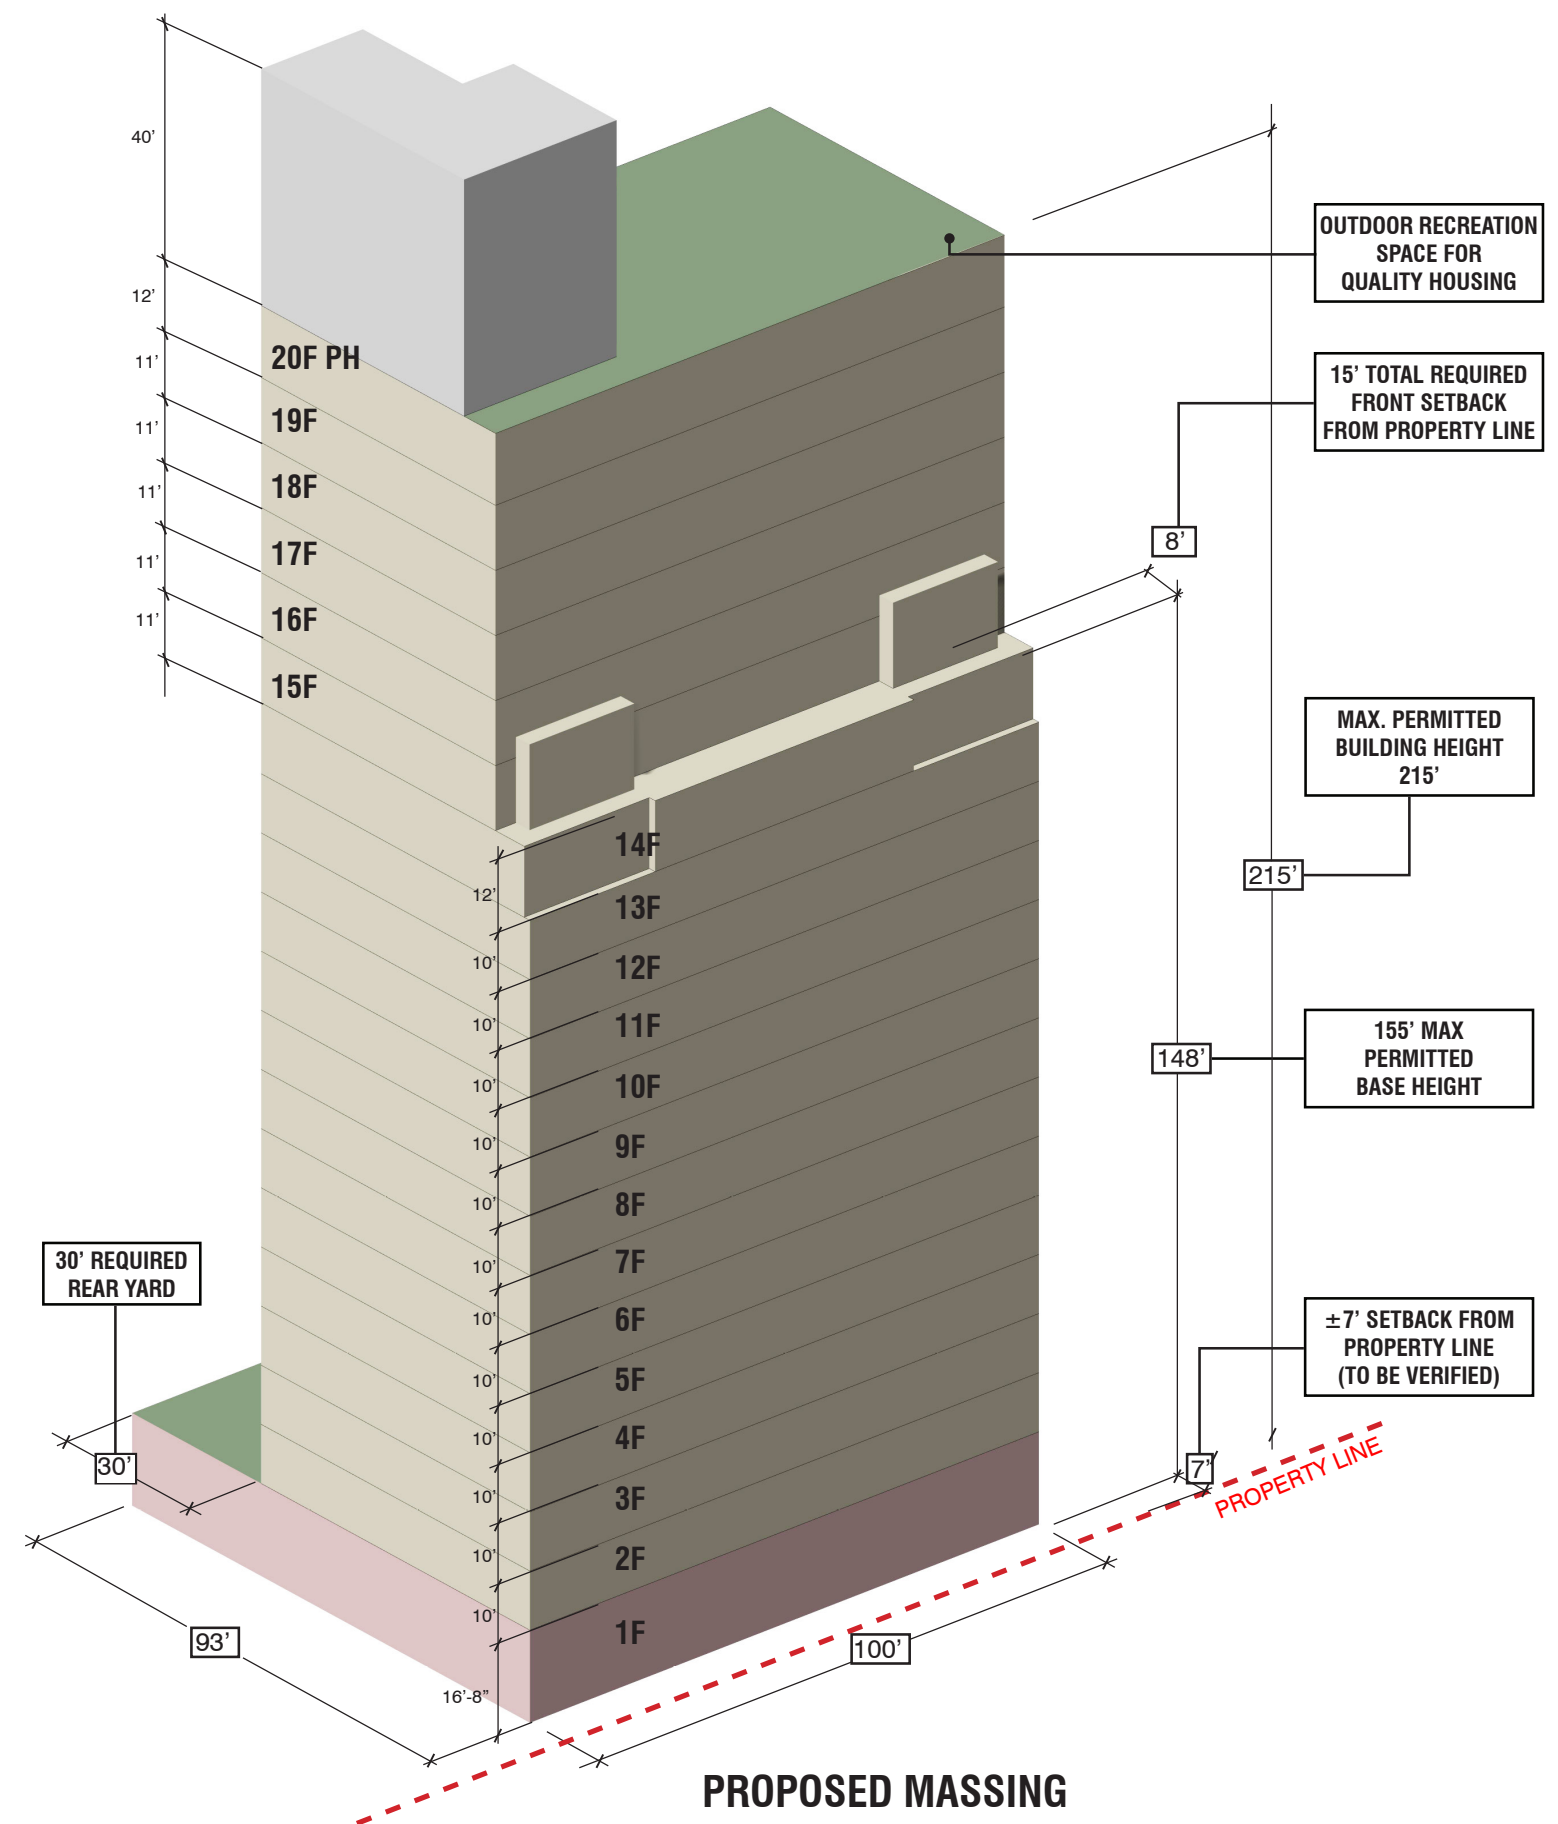 40’
12’
11’
11’
11’
11’
11’
20F PH
19F
18F
17F
16F
15F
14F
13F
12F
11F
10F
9F
8F
7F
6F
5F
4F
3F
2F
1F
12’
10’
10’
10’
10’
10’
10’
10’
10’
10’
10’
10’
10’
16’-8”
OUTDOOR RECREATION
SPACE FOR
QUALITY HOUSING
15’ TOTAL REQUIRED
FRONT SETBACK
FROM PROPERTY LINE
8’
MAX. PERMITTED
BUILDING HEIGHT
215’
215’
155’ MAX
PERMITTED
BASE HEIGHT
148’
±7’ SETBACK FROM
PROPERTY LINE
(TO BE VERIFIED)
7’
PROPERTY LINE
30’ REQUIRED
REAR YARD
30’
93’
100’
PROPOSED MASSING